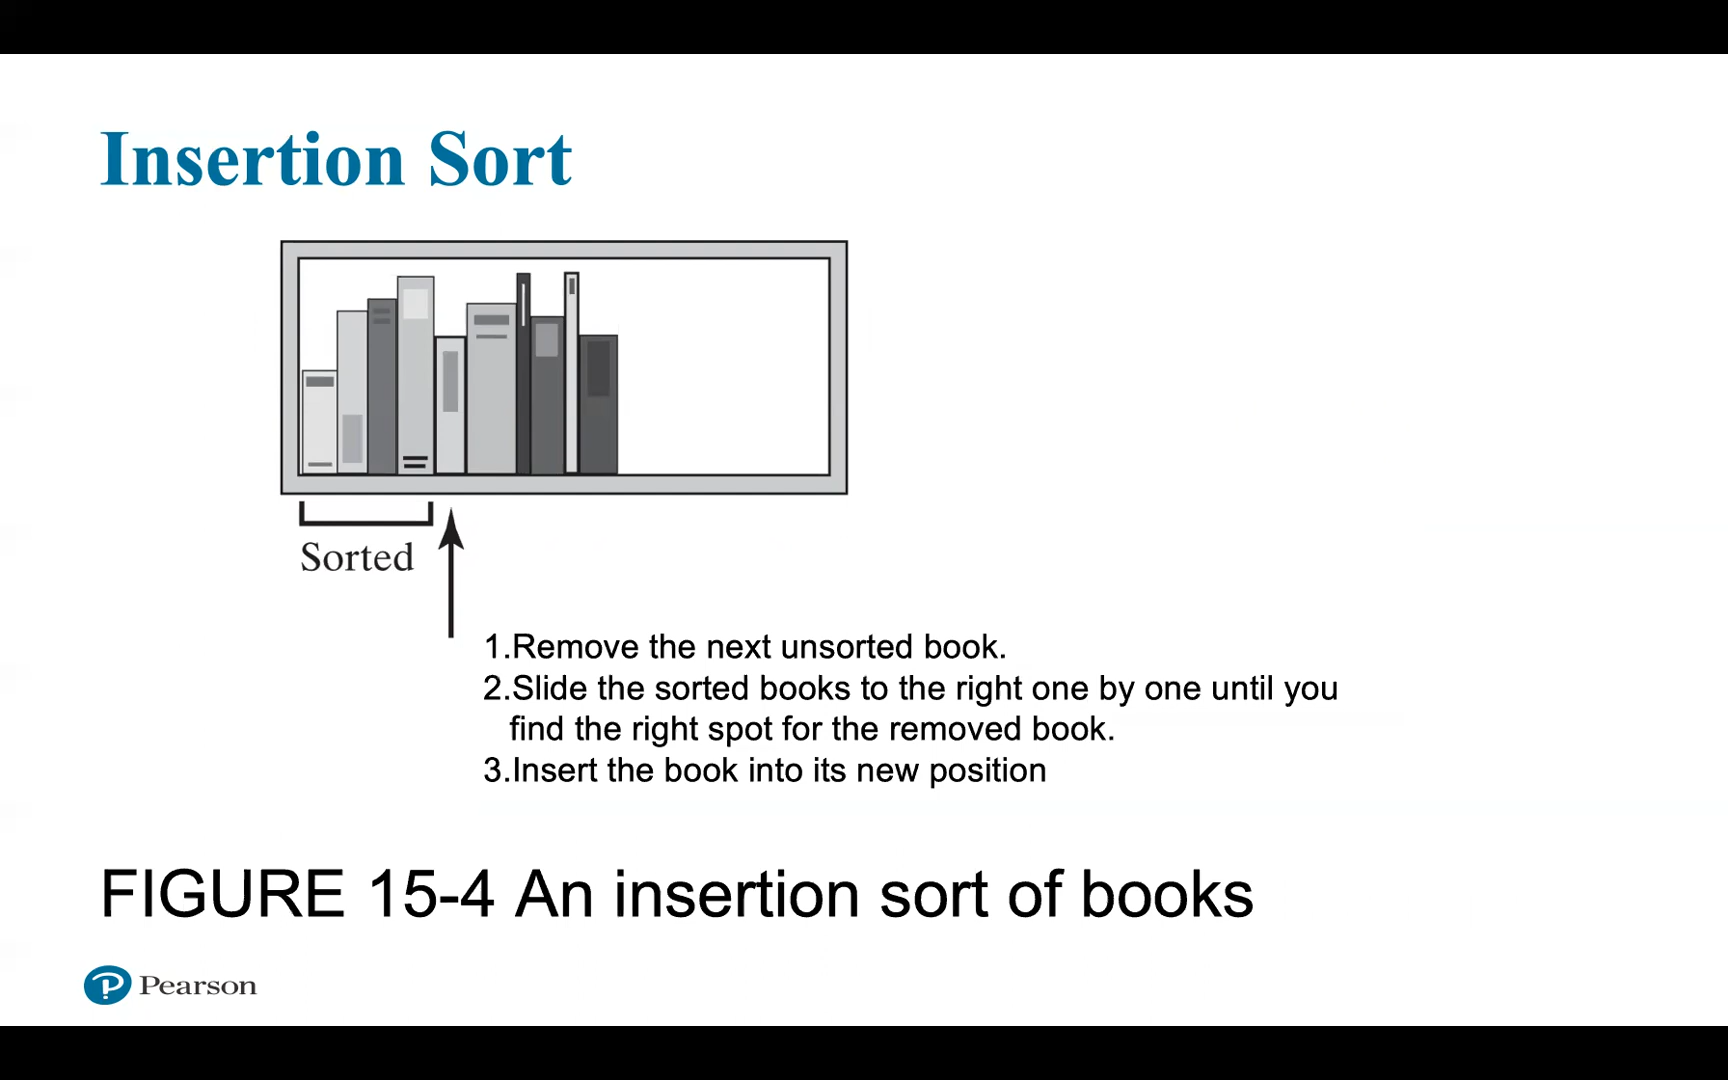 Insertion Sort
Sorted
1.Remove the next unsorted book.
2.Slide the sorted books to the right one by one until you
find the right spot for the removed book.
3.Insert the book into its new position
FIGURE 15-4 An insertion sort of books
Pearson